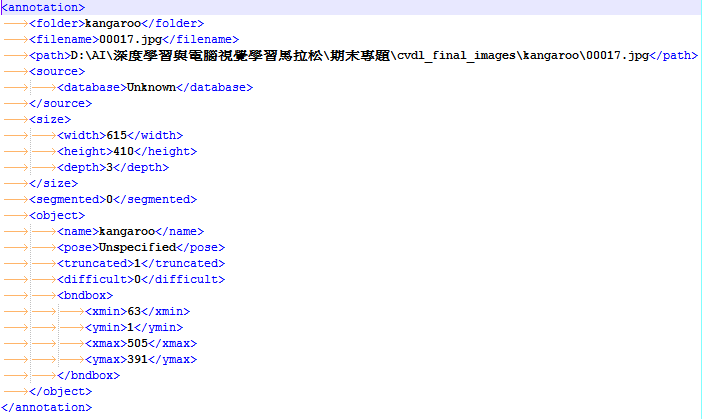 <annotation>
<folder>kangaroo</folder>
<filename>00017.jpg</filename>
<path>D:\AI\深度學習與電腦視覺學習馬拉松\期末專題\cvdl_final_images\kangaroo\00017.jpg</path>
<source>
<database>Unknown</database>
</source>
<size>
<width>615</width>
<height>410</height>
<depth>3</depth>
</size>
<segmented>0</segmented>
<object>
<name>kangaroo</name>
<pose>Unspecified</pose>
<truncated>1</truncated>
<difficult>0</difficult>
<bndbox>
<xmin>63</xmin>
<ymin>1</ymin>
<xmax>505</xmax>
<ymax>391</ymax>
</bndbox>
</object>
</annotation>